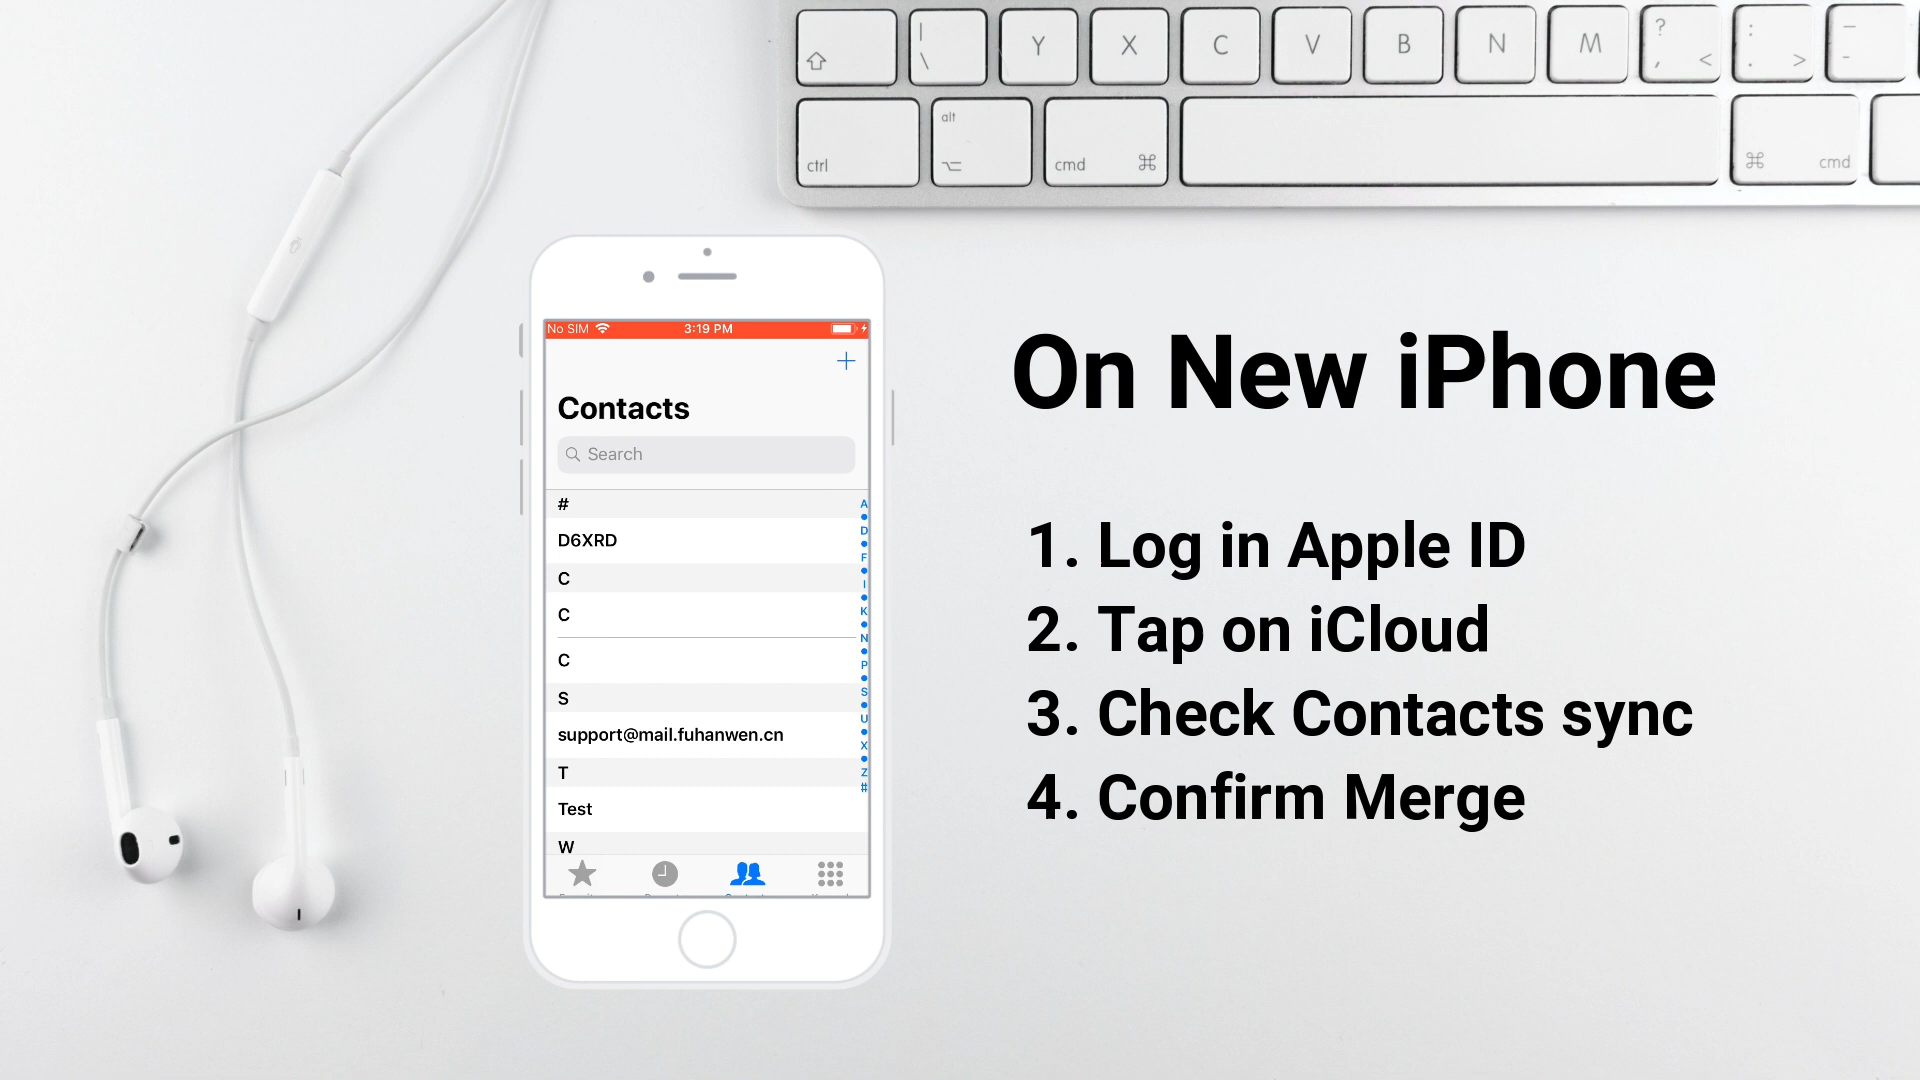 | Y X C V B N M ? : —
\ , < . > -
alt
ctrl cmd ⌘ ⌘ cmd
No SIM 3:19 PM
+
Contacts
Search
#
D6XRD
C
C
C
S
support@mail.fuhanwen.cn
T
Test
W
A
D
F
I
K
N
P
S
U
X
Z
#
On New iPhone
1. Log in Apple ID
2. Tap on iCloud
3. Check Contacts sync
4. Confirm Merge